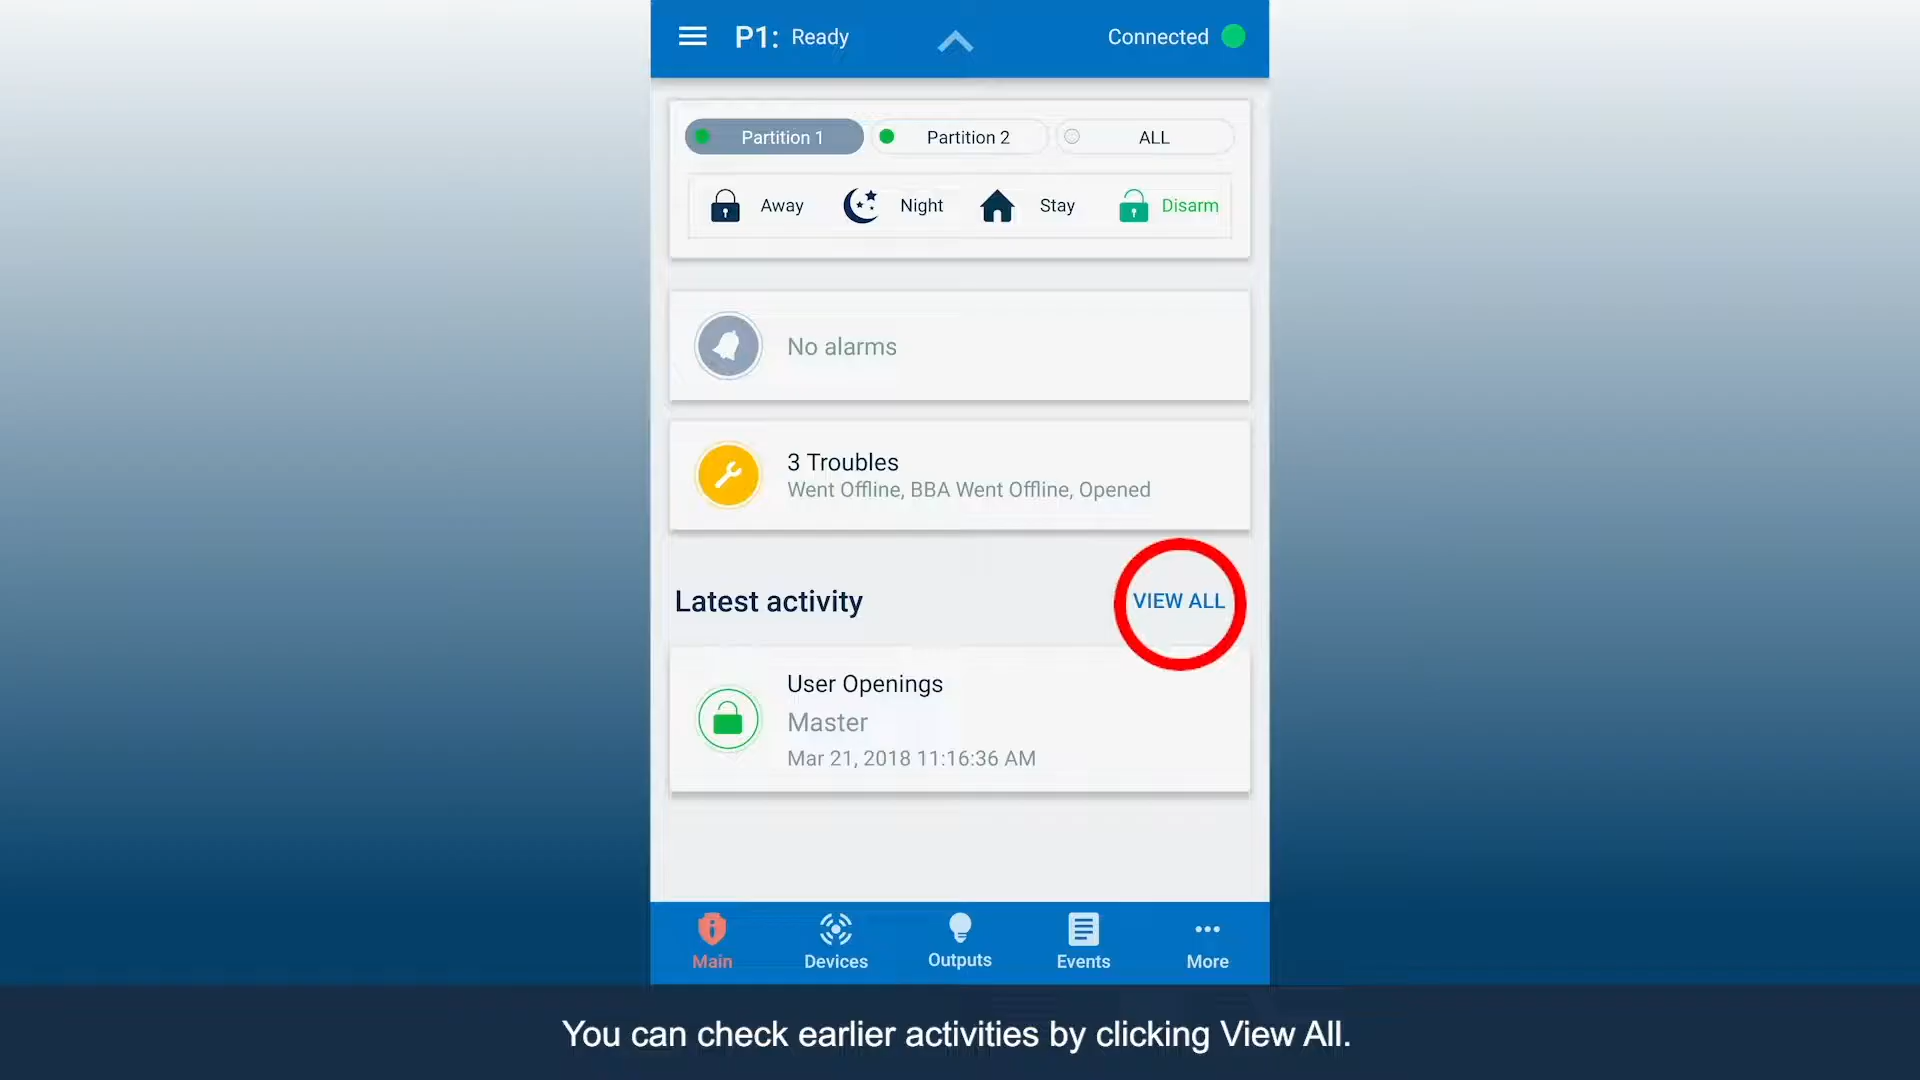 P1: Ready
Connected
Partition 1
Partition 2
ALL
Away
Night
Stay
Disarm
No alarms
3 Troubles
Went Offline, BBA Went Offline, Opened
Latest activity
VIEW ALL
User Openings
Master
Mar 21, 2018 11:16:36 AM
Main
Devices
Outputs
Events
More
You can check earlier activities by clicking View All.